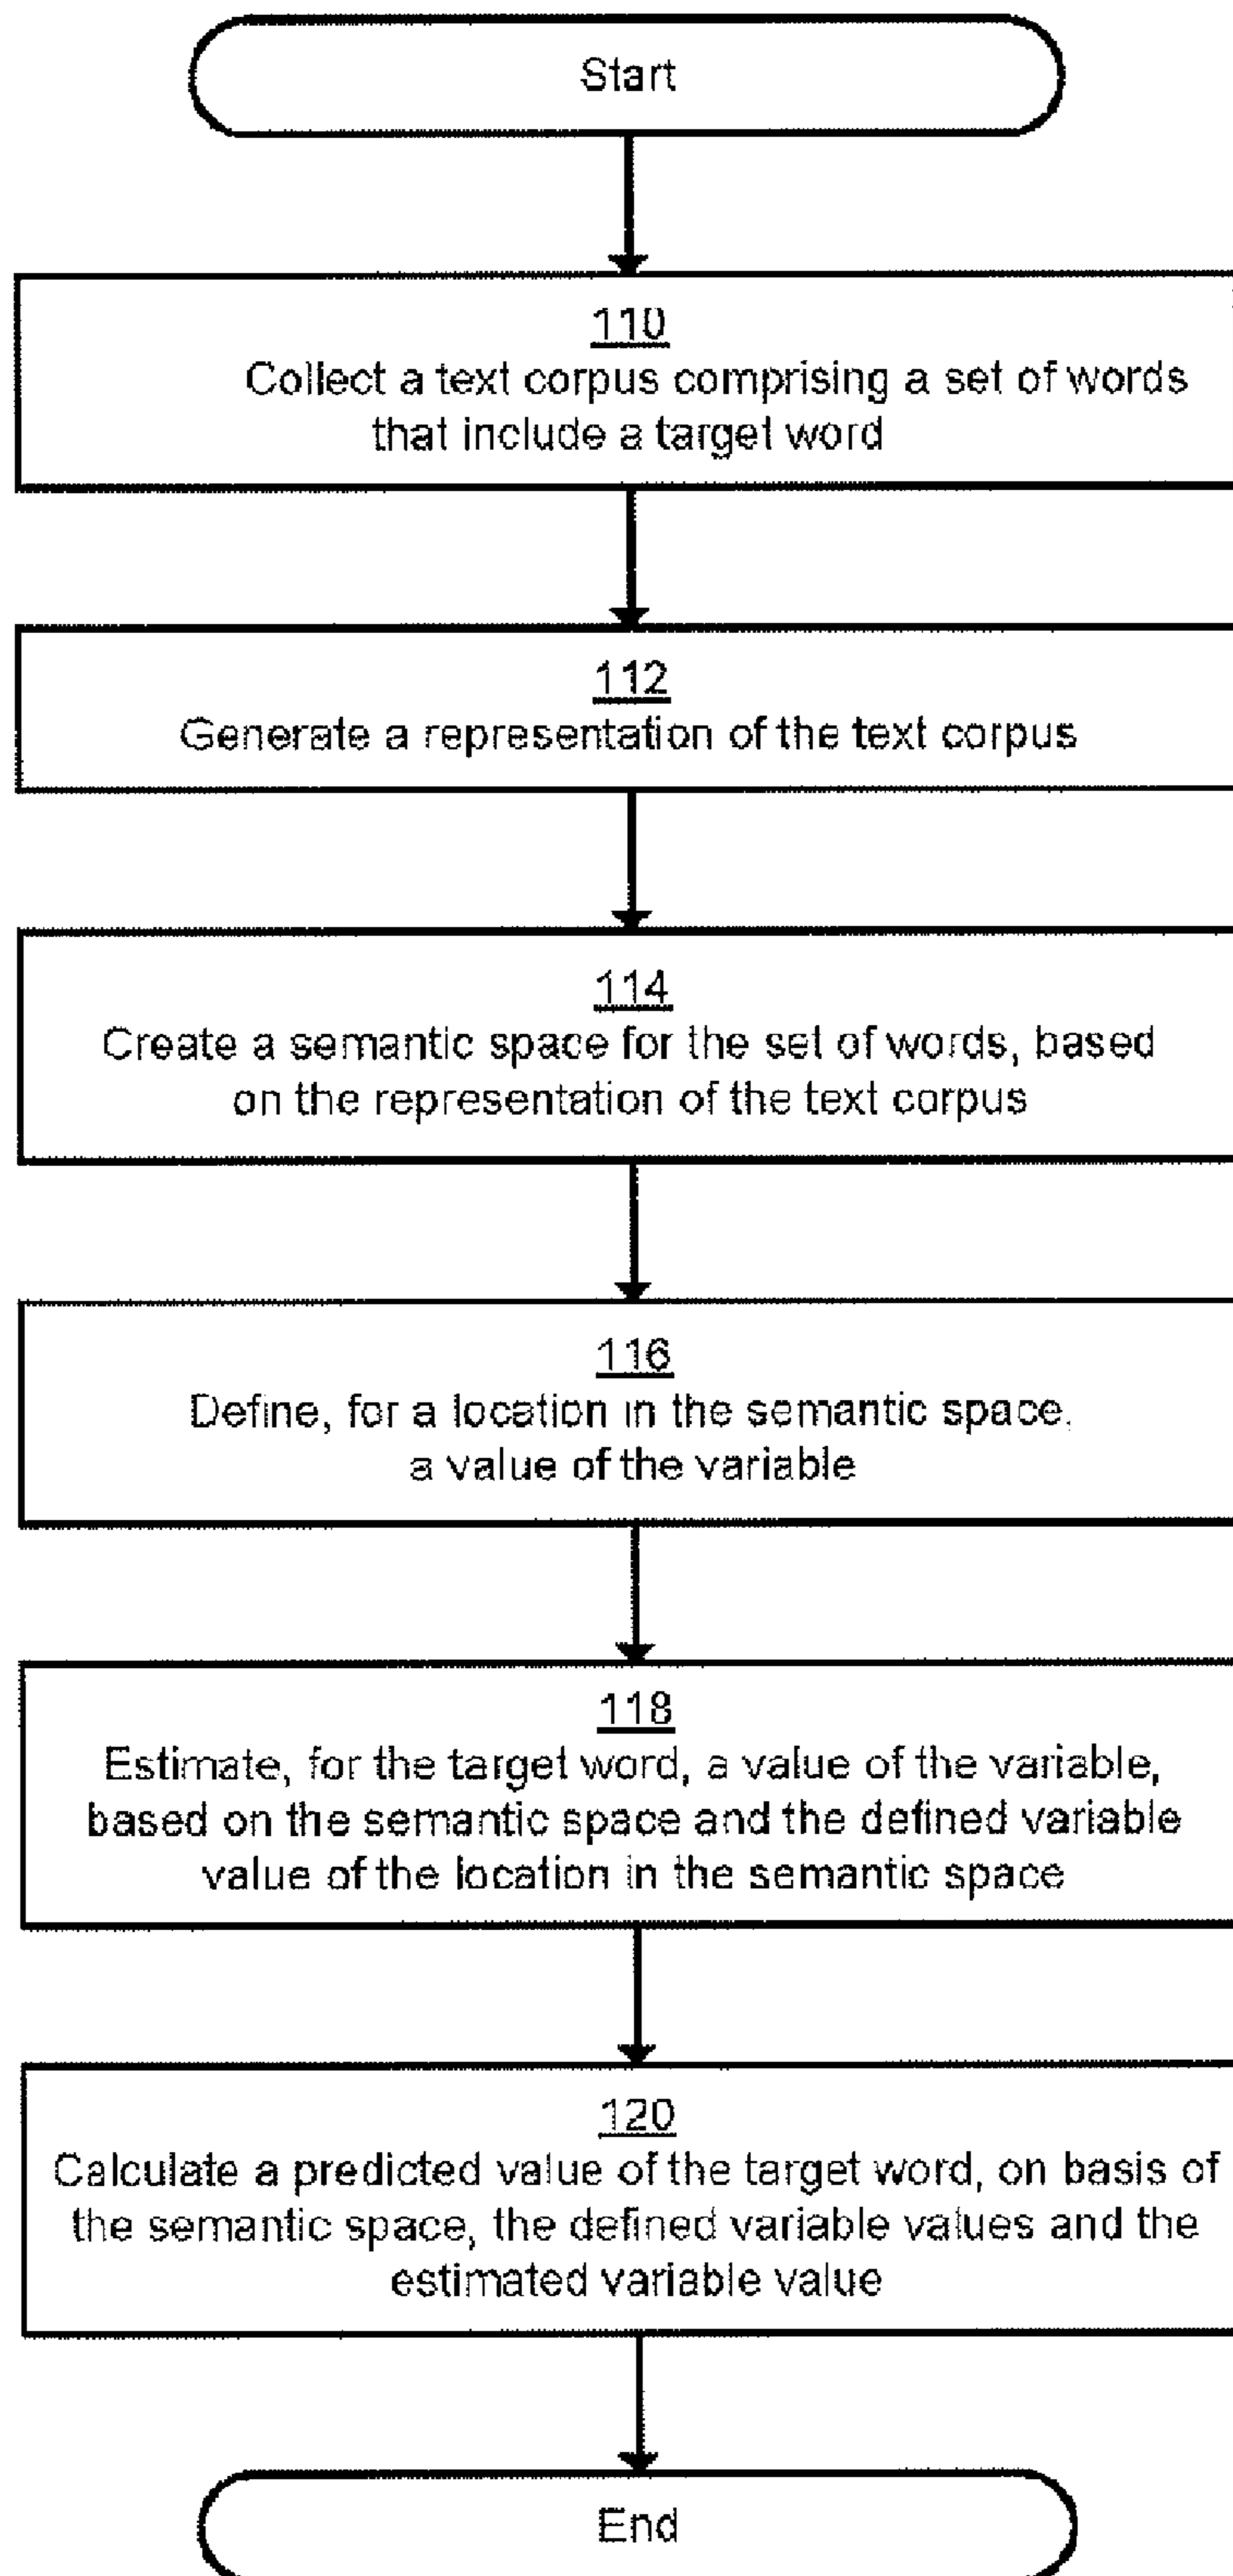 Start
110
Collect a text corpus comprising a set of words
that include a target word
112
Generate a representation of the text corpus
114
Create a semantic space for the set of words, based
on the representation of the text corpus
116
Define, for a location in the semantic space,
a value of the variable
118
Estimate, for the target word, a value of the variable,
based on the semantic space and the defined variable
value of the location in the semantic space
120
Calculate a predicted value of the target word, on basis of
the semantic space, the defined variable values and the
estimated variable value
End